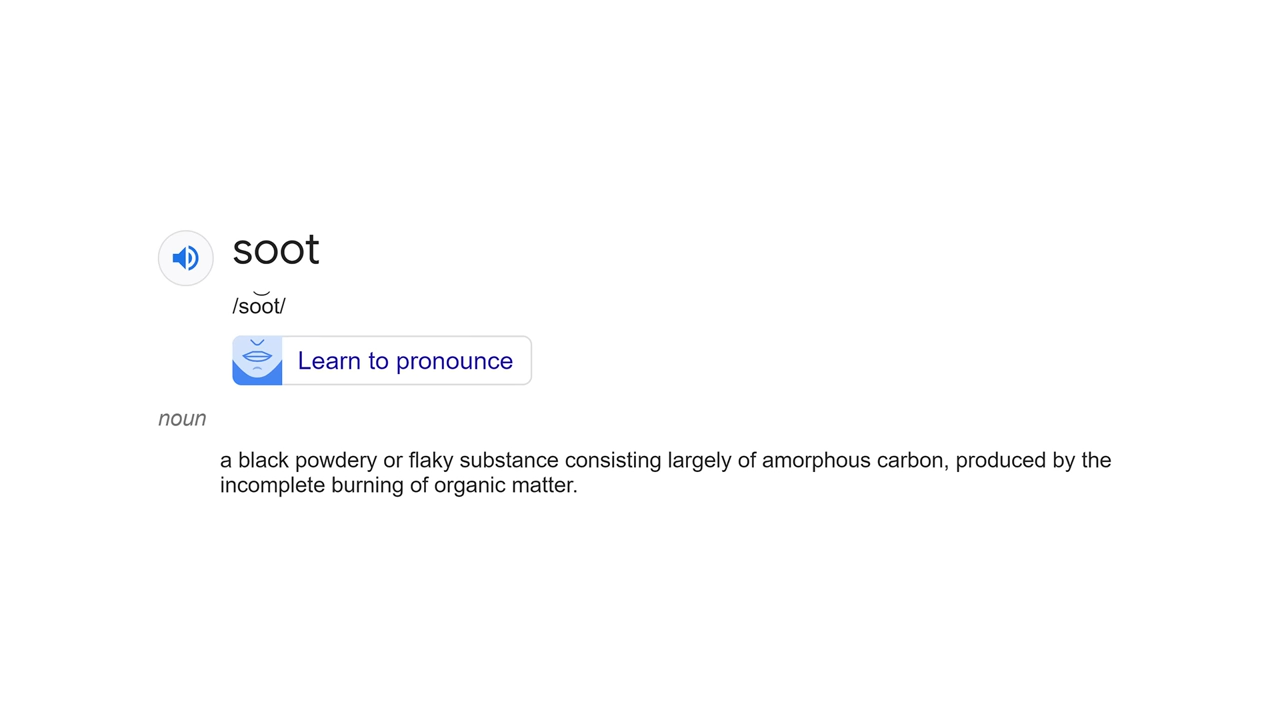 soot
/so͝ot/
Learn to pronounce
noun
a black powdery or flaky substance consisting largely of amorphous carbon, produced by the
incomplete burning of organic matter.